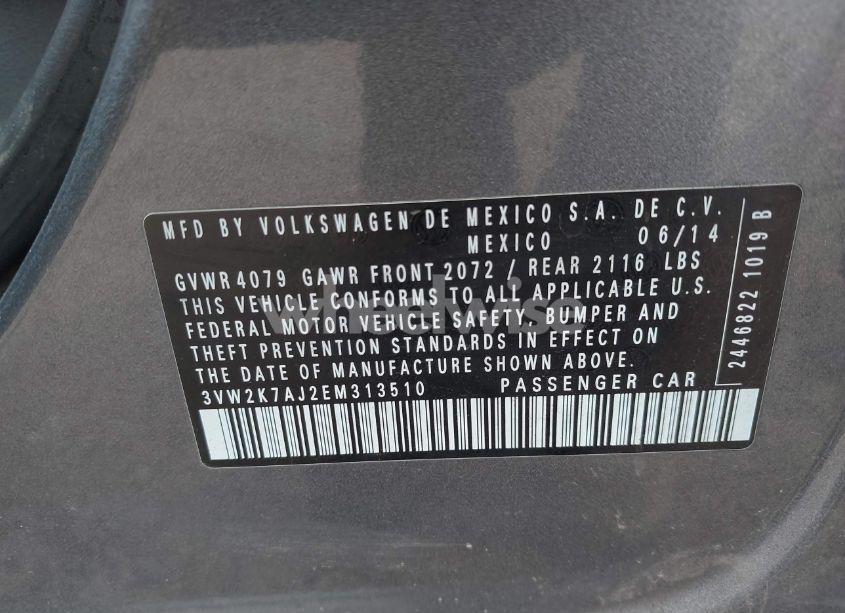 MFD BY VOLKSWAGEN DE MEXICO S.A. DE C.V.
MEXICO 06/14
GVWR 4079 GAWR FRONT 2072 / REAR 2116 LBS
THIS VEHICLE CONFORMS TO ALL APPLICABLE U.S.
FEDERAL MOTOR VEHICLE SAFETY, BUMPER AND
THEFT PREVENTION STANDARDS IN EFFECT ON
THE DATE OF MANUFACTURE SHOWN ABOVE.
3VW2K7AJ2EM313510 PASSENGER CAR
2446822 1019 B
wheelwise